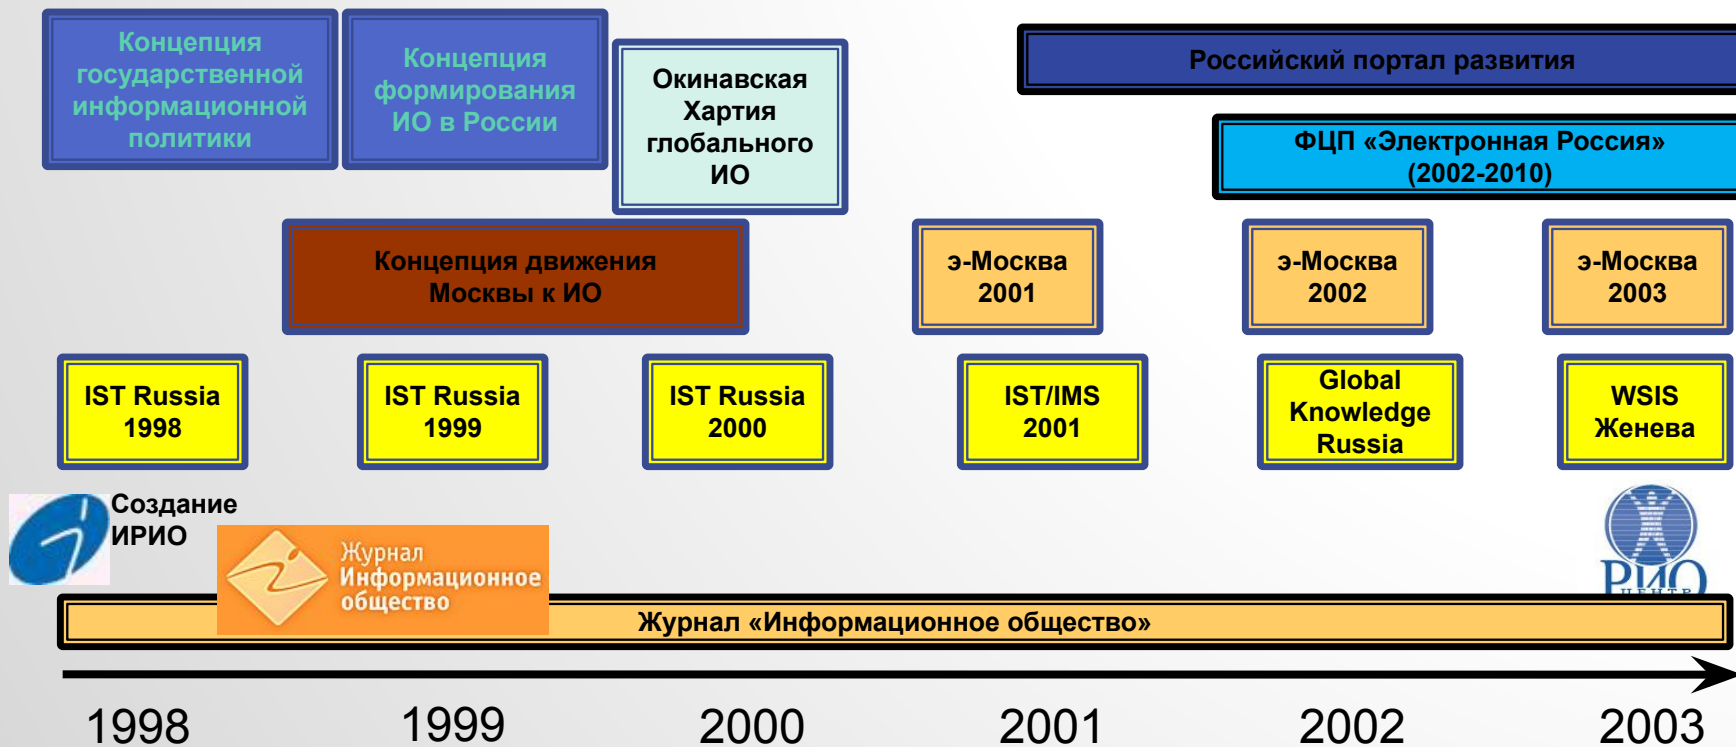 Концепция
государственной
информационной
политики
Концепция
формирования
ИО в России
Окинавская
Хартия
глобального
ИО
Российский портал развития
ФЦП «Электронная Россия»
(2002-2010)
Концепция движения
Москвы к ИО
э-Москва
2001
э-Москва
2002
э-Москва
2003
IST Russia
1998
IST Russia
1999
IST Russia
2000
IST/IMS
2001
Global
Knowledge
Russia
WSIS
Женева
Создание
ИРИО
Журнал
Информационное
общество
РИО
ЦЕНТР
Журнал «Информационное общество»
1998
1999
2000
2001
2002
2003